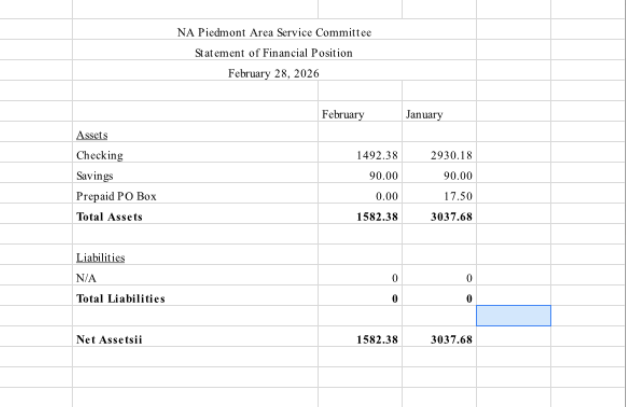 NA Piedmont Area Service Committee
Statement of Financial Position
February 28, 2026
February January
Assets
Checking 1492.38 2930.18
Savings 90.00 90.00
Prepaid PO Box 0.00 17.50
Total Assets 1582.38 3037.68
Liabilities
N/A 0 0
Total Liabilities 0 0
Net Assetsii 1582.38 3037.68